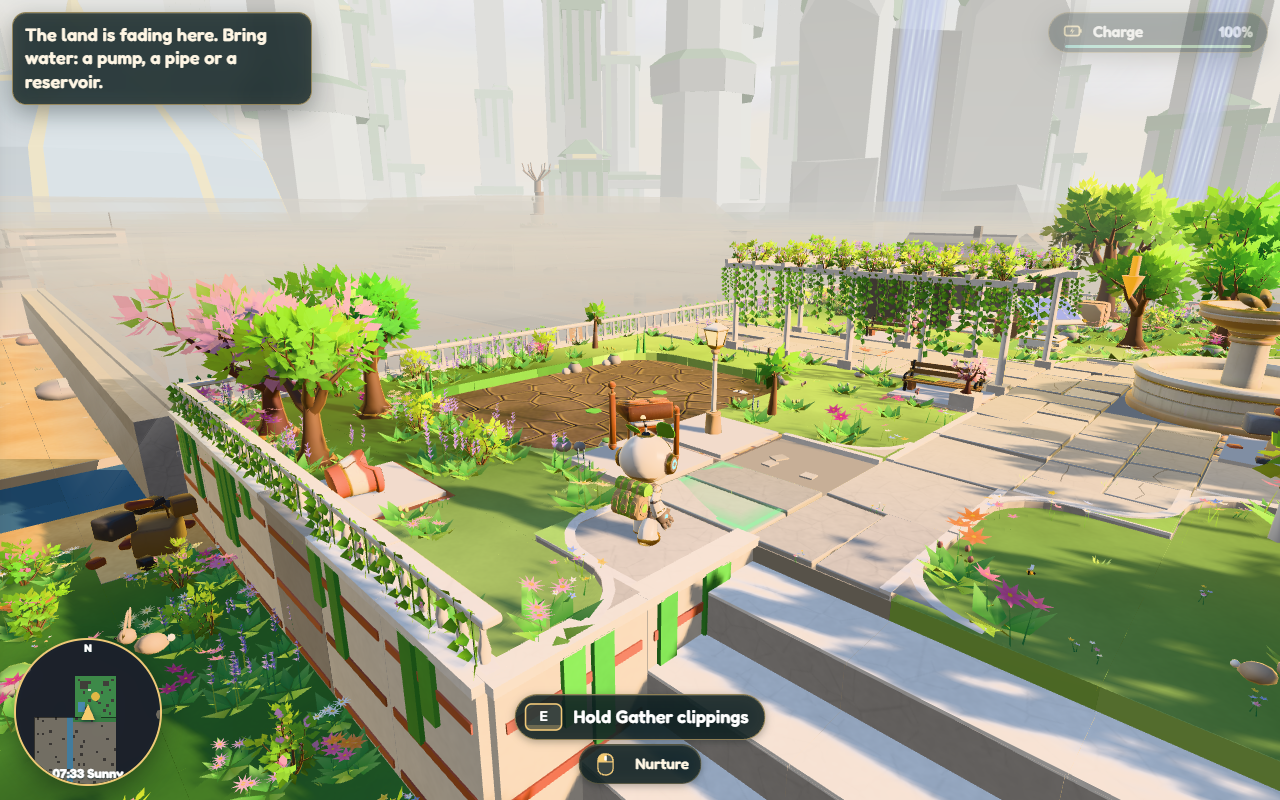 The land is fading here. Bring
water: a pump, a pipe or a
reservoir.
Charge 100%
N
07:33 Sunny
E Hold Gather clippings
Nurture